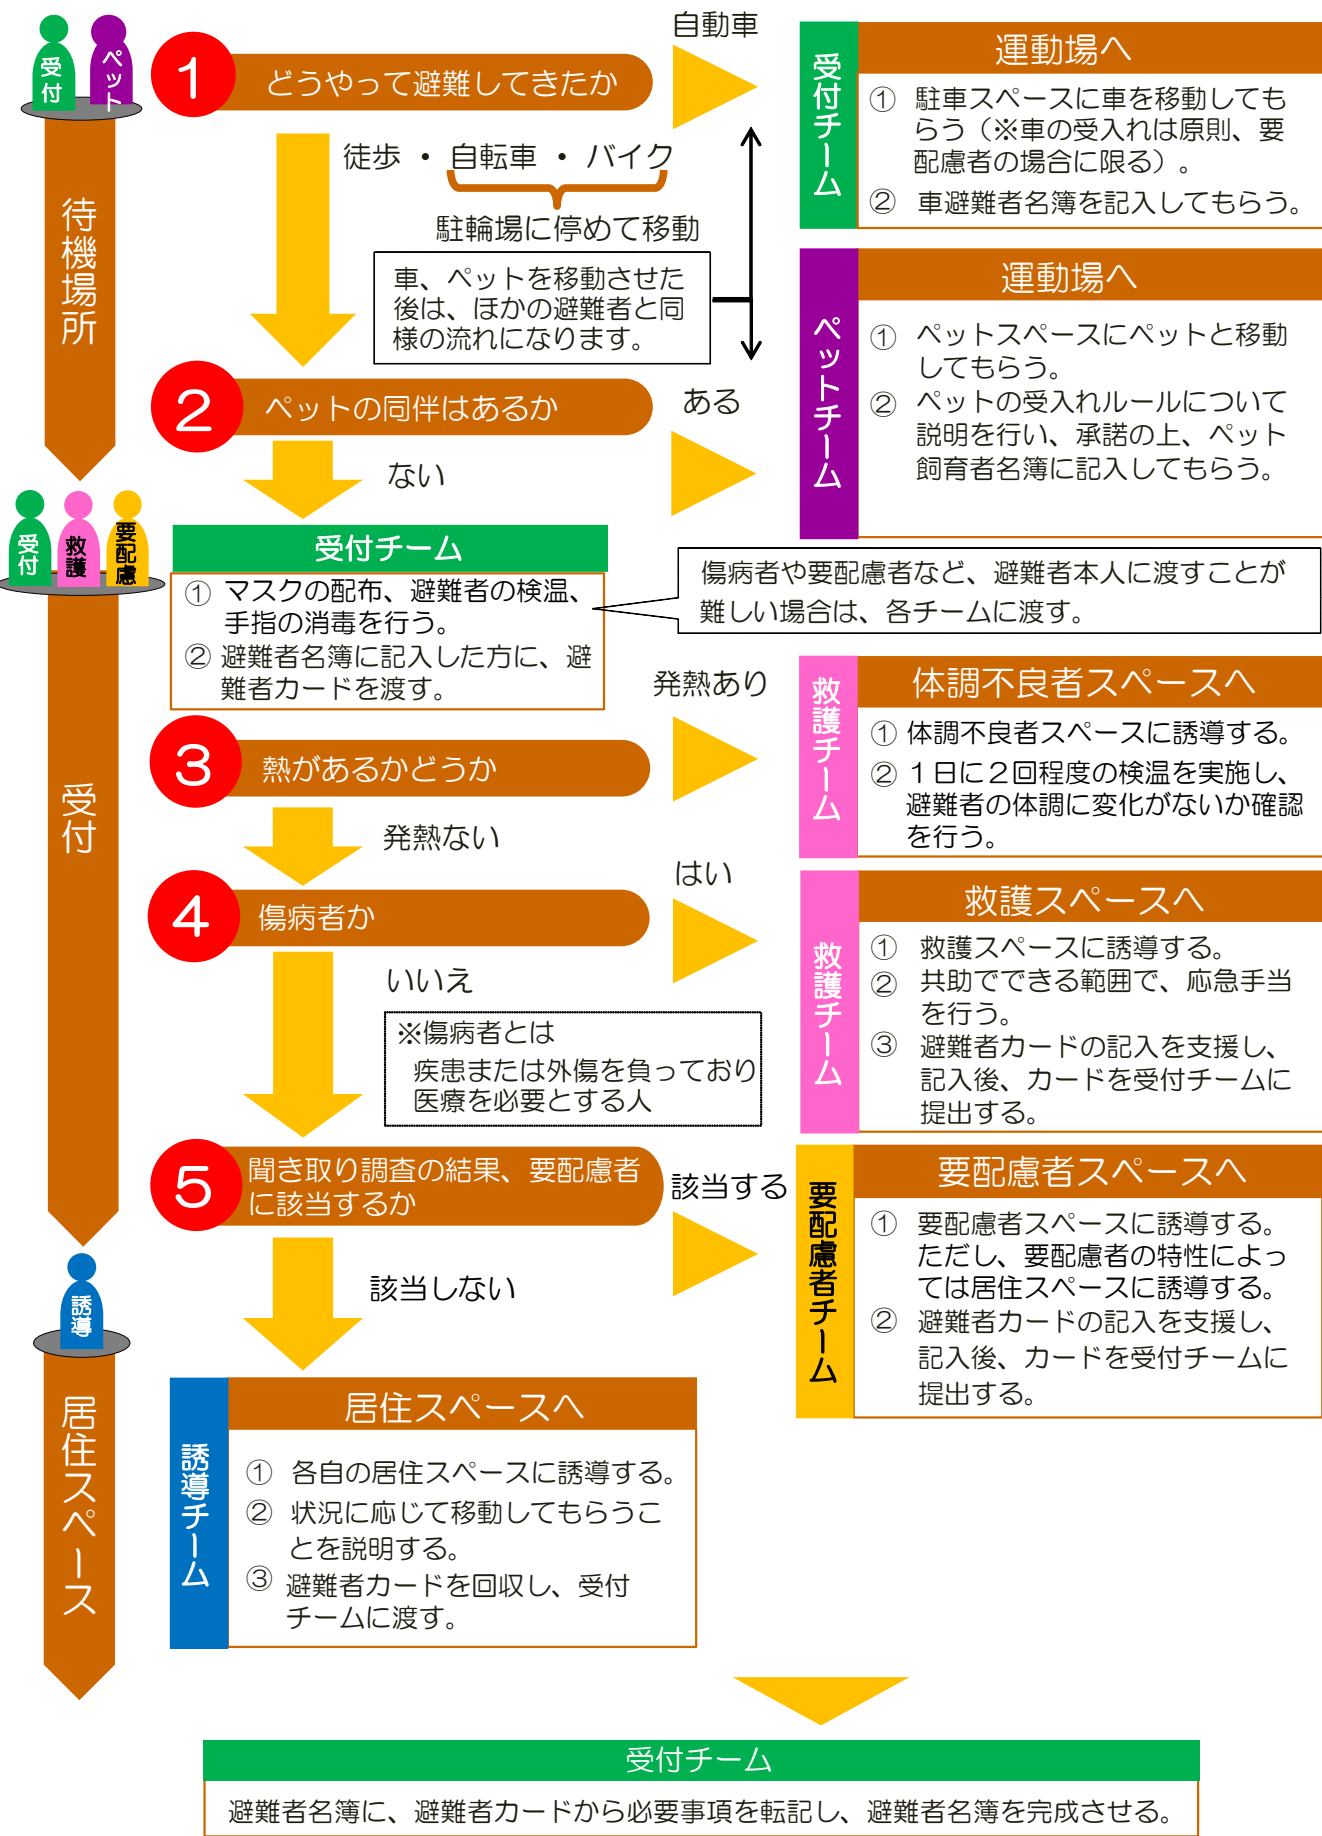 受付
ペット
待機場所
1
どうやって避難してきたか
自動車
徒歩 ・ 自転車 ・ バイク
駐輪場に停めて移動
車、ペットを移動させた
後は、ほかの避難者と同
様の流れになります。
受付チーム
運動場へ
① 駐車スペースに車を移動しても
らう（※車の受入れは原則、要
配慮者の場合に限る）。
② 車避難者名簿を記入してもらう。
2
ペットの同伴はあるか
ある
ない
ペットチーム
運動場へ
① ペットスペースにペットと移動
してもらう。
② ペットの受入れルールについて
説明を行い、承諾の上、ペット
飼育者名簿に記入してもらう。
受付
救護
要配慮
受付
受付チーム
① マスクの配布、避難者の検温、
手指の消毒を行う。
② 避難者名簿に記入した方に、避
難者カードを渡す。
傷病者や要配慮者など、避難者本人に渡すことが
難しい場合は、各チームに渡す。
3
熱があるかどうか
発熱あり
発熱ない
救護チーム
体調不良者スペースへ
① 体調不良者スペースに誘導する。
② １日に２回程度の検温を実施し、
避難者の体調に変化がないか確認
を行う。
4
傷病者か
はい
いいえ
※傷病者とは
疾患または外傷を負っており
医療を必要とする人
救護チーム
救護スペースへ
① 救護スペースに誘導する。
② 共助でできる範囲で、応急手当
を行う。
③ 避難者カードの記入を支援し、
記入後、カードを受付チームに
提出する。
5
聞き取り調査の結果、要配慮者
に該当するか
該当する
該当しない
要配慮者チーム
要配慮者スペースへ
① 要配慮者スペースに誘導する。
ただし、要配慮者の特性によっ
ては居住スペースに誘導する。
② 避難者カードの記入を支援し、
記入後、カードを受付チームに
提出する。
誘導
居住スペース
誘導チーム
居住スペースへ
① 各自の居住スペースに誘導する。
② 状況に応じて移動してもらうこ
とを説明する。
③ 避難者カードを回収し、受付
チームに渡す。
受付チーム
避難者名簿に、避難者カードから必要事項を転記し、避難者名簿を完成させる。